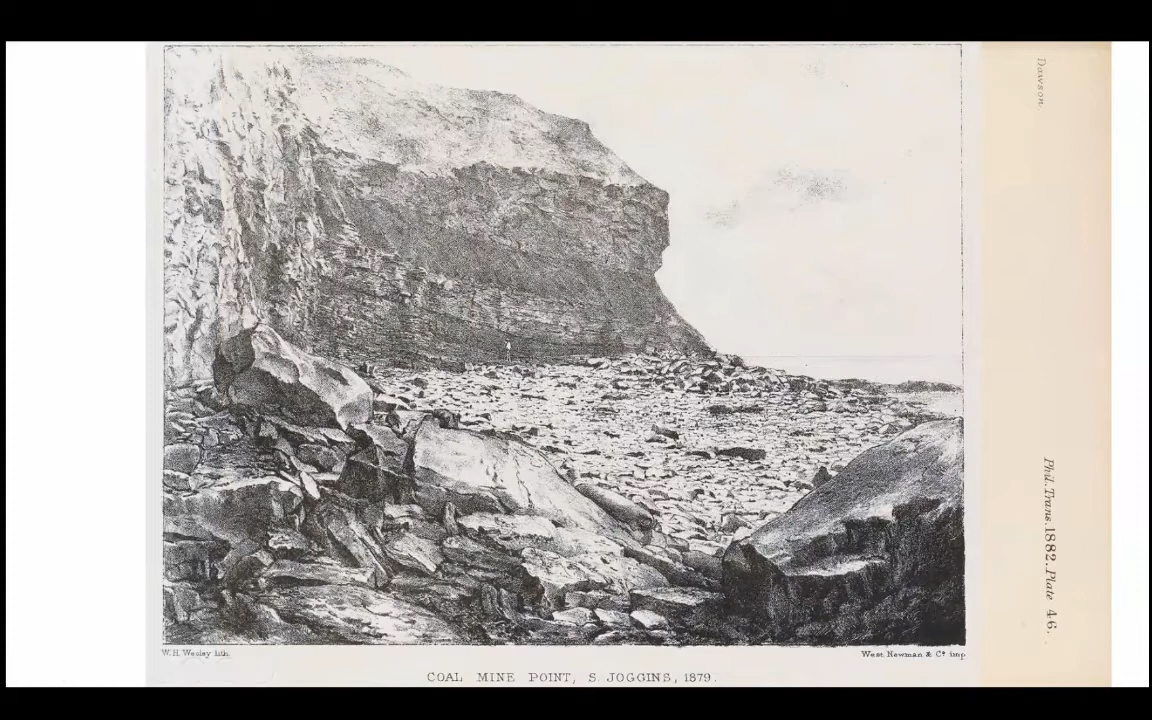 Dawson.
Phil. Trans. 1882. Plate 46.
W. H. Wesley lith.
West Newman & Co. imp
COAL MINE POINT, S. JOGGINS, 1879.